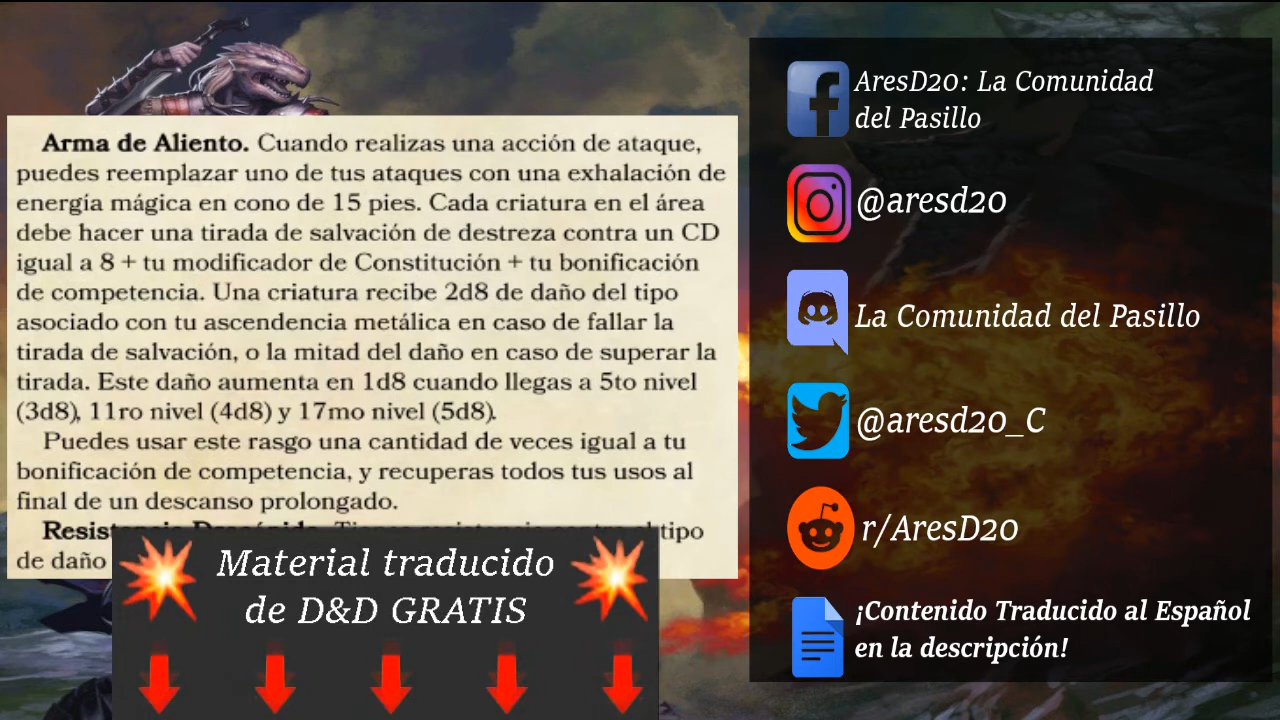 Arma de Aliento. Cuando realizas una acción de ataque,
puedes reemplazar uno de tus ataques con una exhalación de
energía mágica en cono de 15 pies. Cada criatura en el área
debe hacer una tirada de salvación de destreza contra un CD
igual a 8 + tu modificador de Constitución + tu bonificación
de competencia. Una criatura recibe 2d8 de daño del tipo
asociado con tu ascendencia metálica en caso de fallar la
tirada de salvación, o la mitad del daño en caso de superar la
tirada. Este daño aumenta en 1d8 cuando llegas a 5to nivel
(3d8), 11ro nivel (4d8) y 17mo nivel (5d8).
Puedes usar este rasgo una cantidad de veces igual a tu
bonificación de competencia, y recuperas todos tus usos al
final de un descanso prolongado.
tipo
de daño
Material traducido
de D&D GRATIS
AresD20: La Comunidad
del Pasillo
@aresd20
La Comunidad del Pasillo
@aresd20_C
r/AresD20
¡Contenido Traducido al Español
en la descripción!